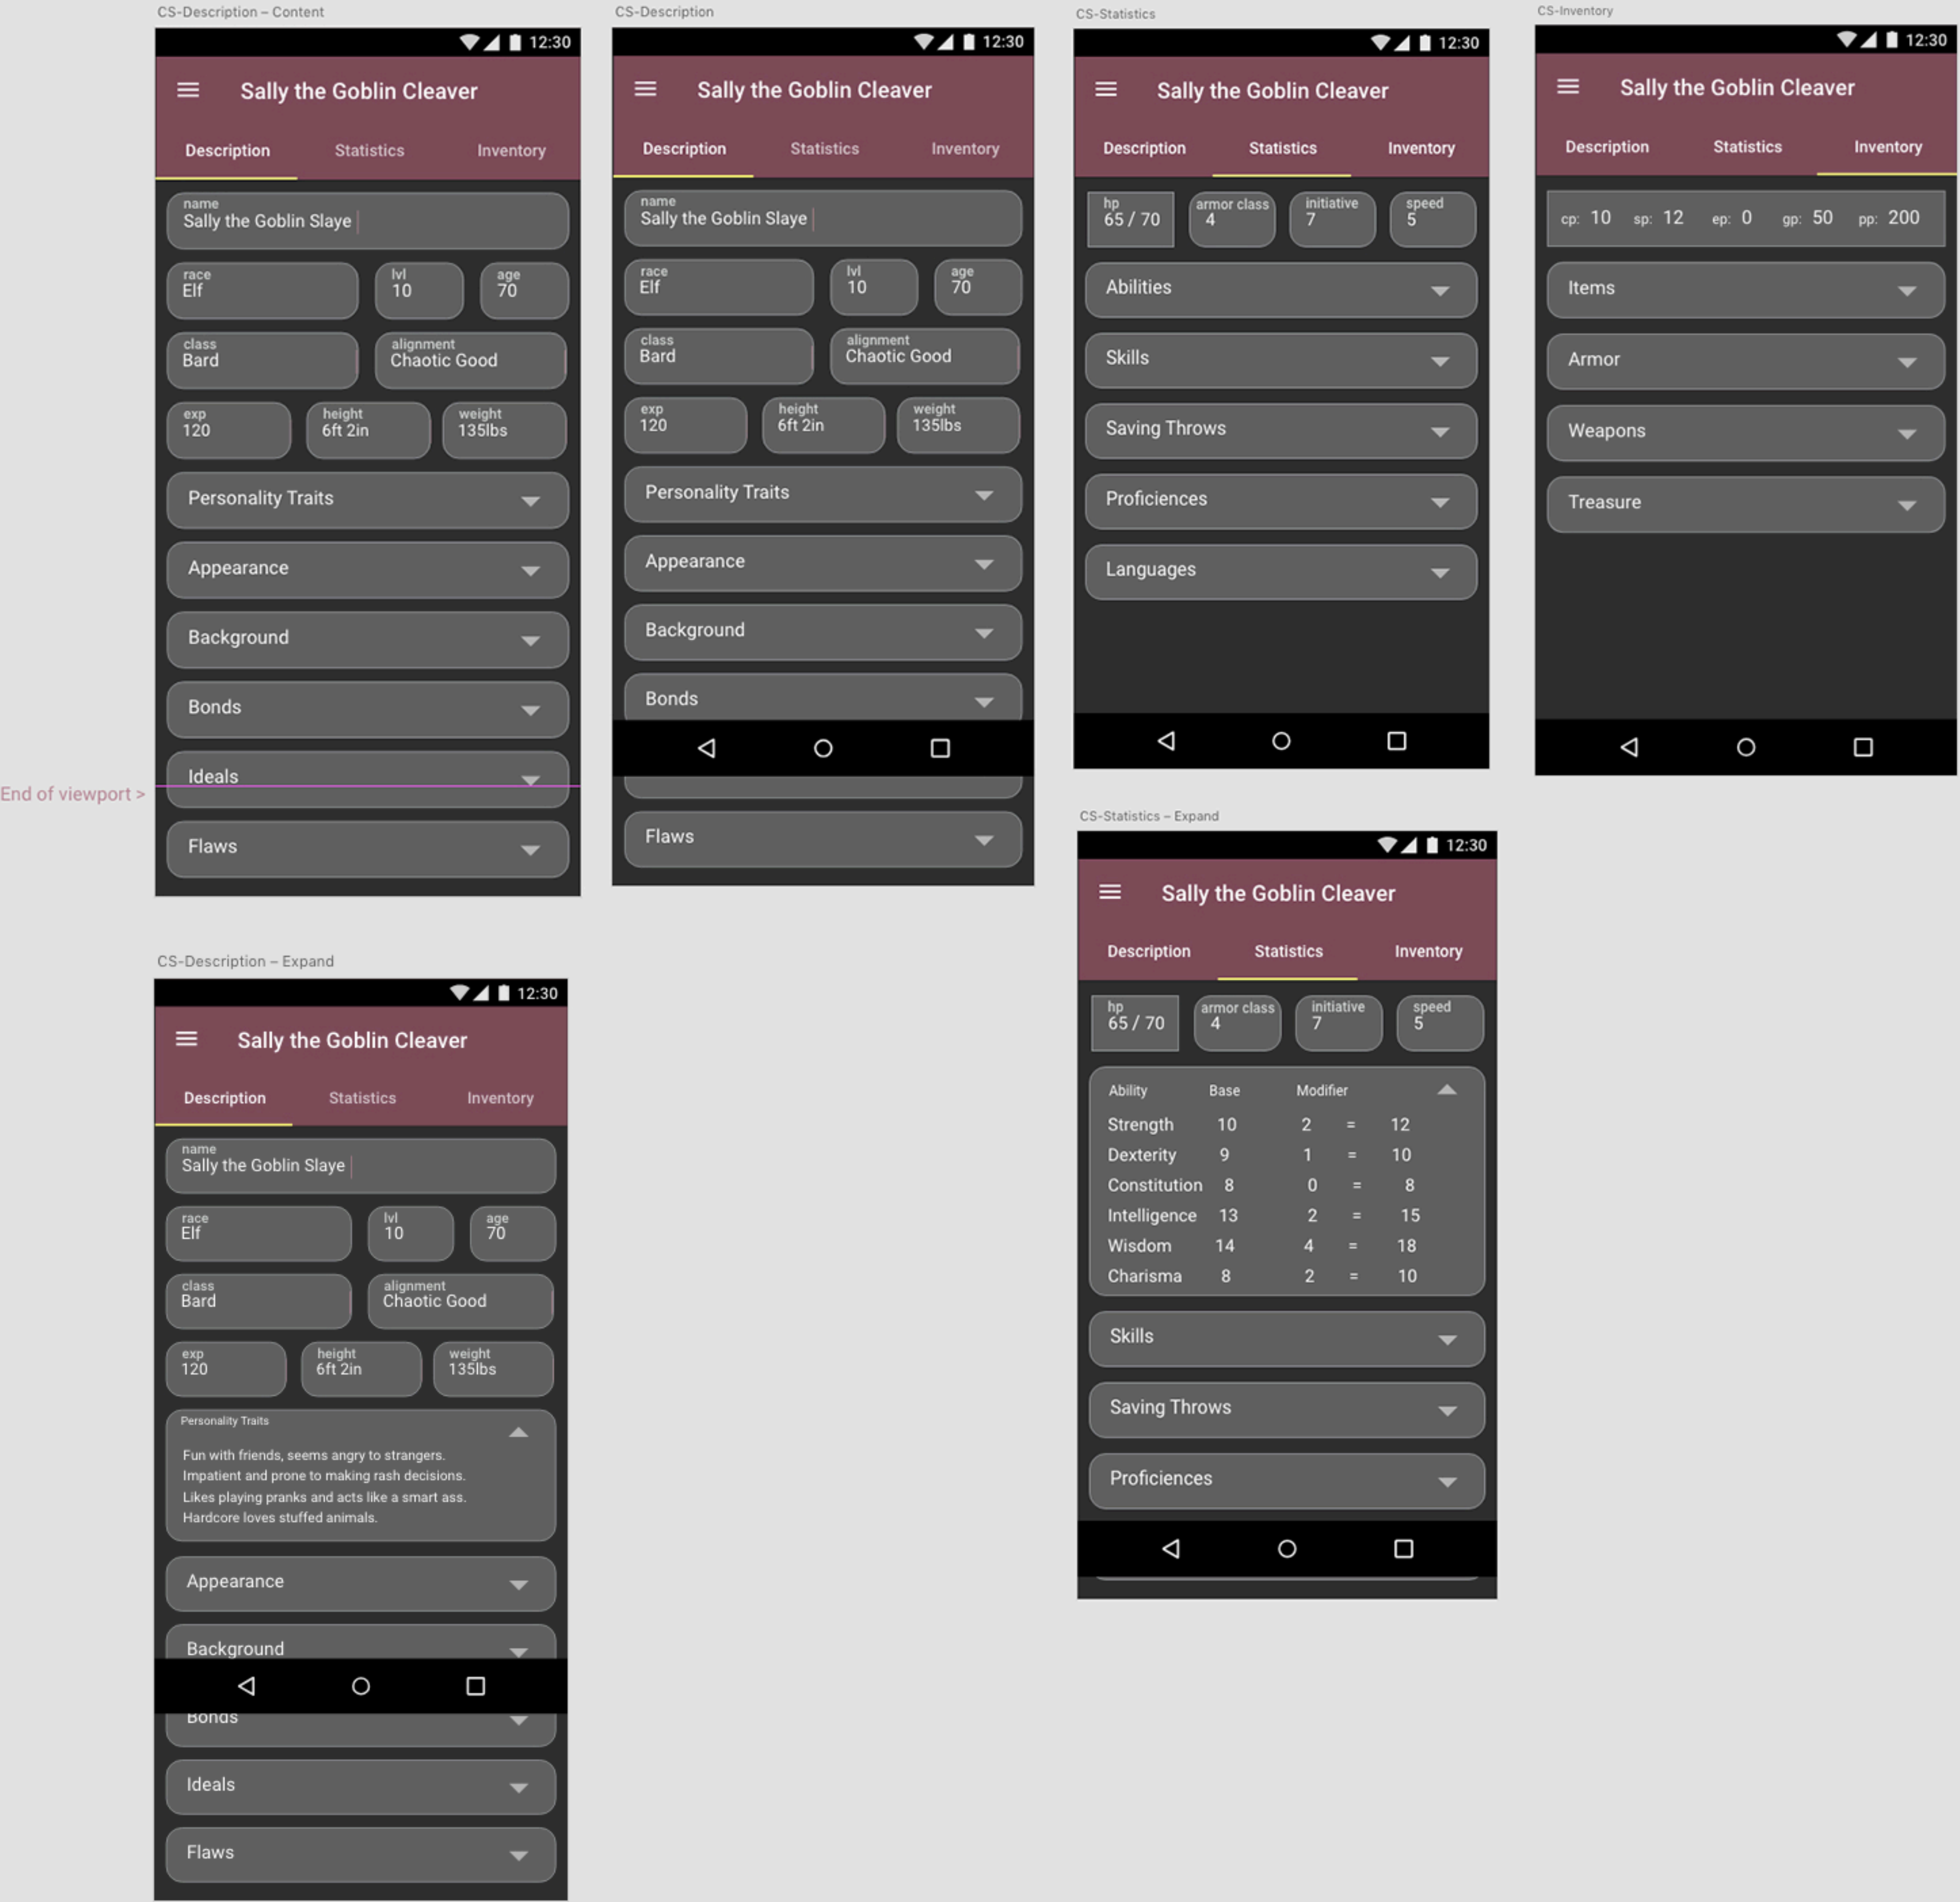 CS-Description – Content
12:30
Sally the Goblin Cleaver
Description Statistics Inventory
name
Sally the Goblin Slaye
race lvl age
Elf 10 70
class alignment
Bard Chaotic Good
exp height weight
120 6ft 2in 135lbs
Personality Traits
Appearance
Background
Bonds
Ideals
End of viewport >
Flaws
CS-Description
12:30
Sally the Goblin Cleaver
Description Statistics Inventory
name
Sally the Goblin Slaye
race lvl age
Elf 10 70
class alignment
Bard Chaotic Good
exp height weight
120 6ft 2in 135lbs
Personality Traits
Appearance
Background
Bonds
Flaws
CS-Statistics
12:30
Sally the Goblin Cleaver
Description Statistics Inventory
hp armor class initiative speed
65 / 70 4 7 5
Abilities
Skills
Saving Throws
Proficiences
Languages
CS-Inventory
12:30
Sally the Goblin Cleaver
Description Statistics Inventory
cp: 10 sp: 12 ep: 0 gp: 50 pp: 200
Items
Armor
Weapons
Treasure
CS-Description – Expand
12:30
Sally the Goblin Cleaver
Description Statistics Inventory
name
Sally the Goblin Slaye
race lvl age
Elf 10 70
class alignment
Bard Chaotic Good
exp height weight
120 6ft 2in 135lbs
Personality Traits
Fun with friends, seems angry to strangers.
Impatient and prone to making rash decisions.
Likes playing pranks and acts like a smart ass.
Hardcore loves stuffed animals.
Appearance
Background
Bonds
Ideals
Flaws
CS-Statistics – Expand
12:30
Sally the Goblin Cleaver
Description Statistics Inventory
hp armor class initiative speed
65 / 70 4 7 5
Ability Base Modifier
Strength 10 2 = 12
Dexterity 9 1 = 10
Constitution 8 0 = 8
Intelligence 13 2 = 15
Wisdom 14 4 = 18
Charisma 8 2 = 10
Skills
Saving Throws
Proficiences